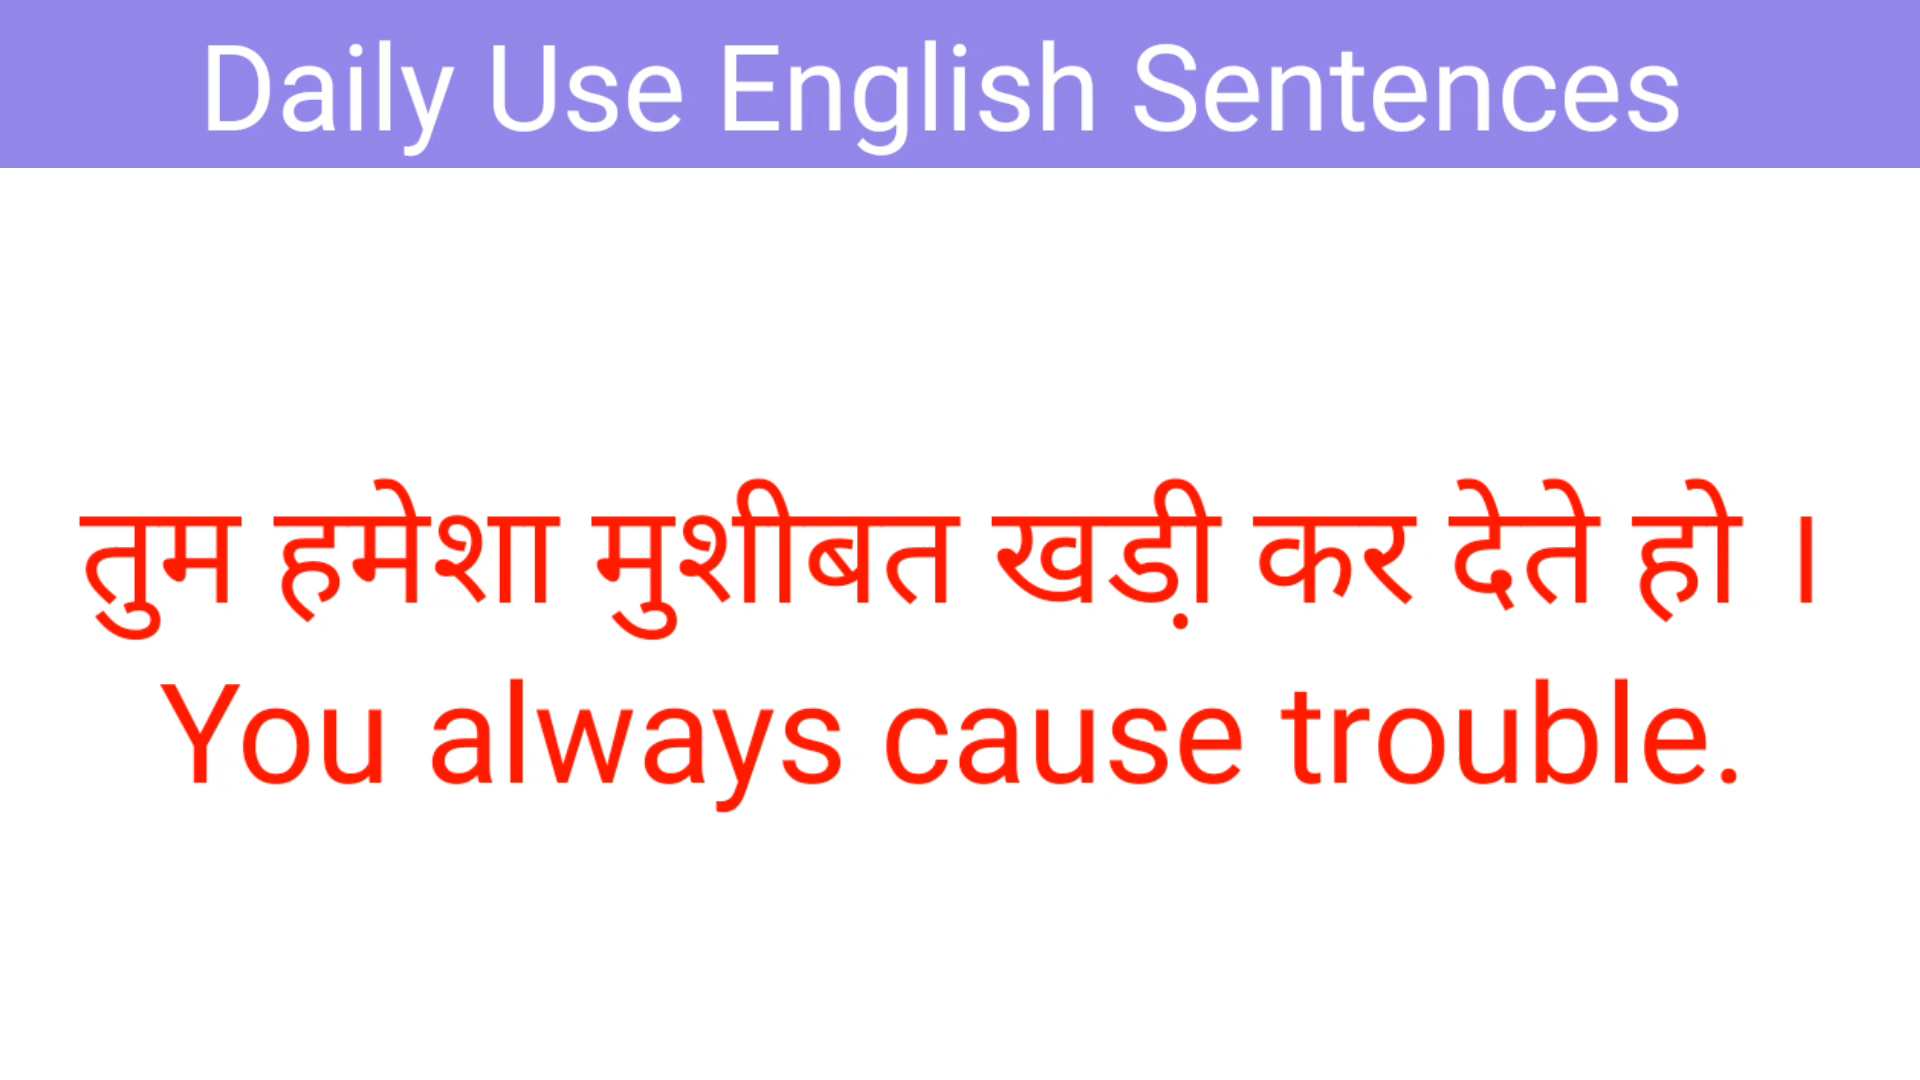 Daily Use English Sentences
तुम हमेशा मुशीबत खडी़ कर देते हो ।
You always cause trouble.